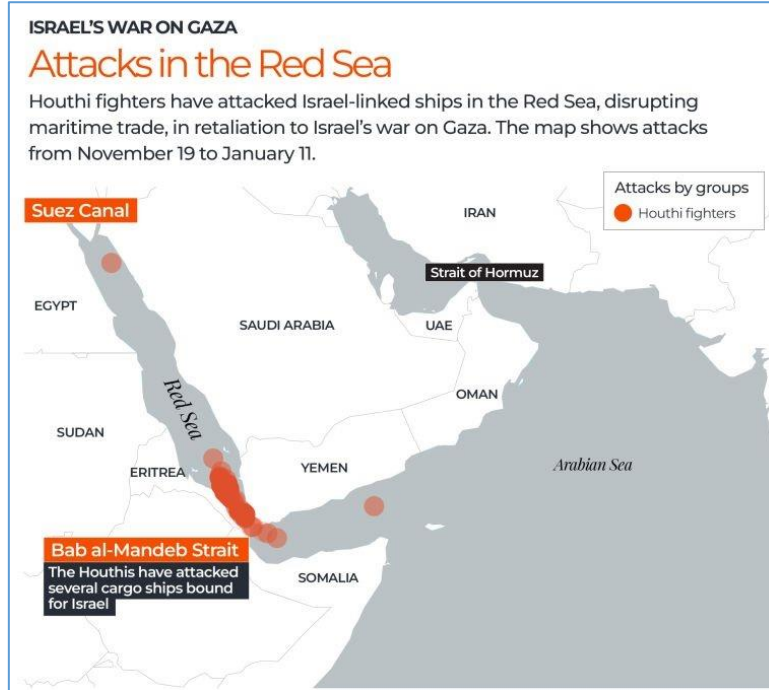 ISRAEL'S WAR ON GAZA
Attacks in the Red Sea
Houthi fighters have attacked Israel-linked ships in the Red Sea, disrupting
maritime trade, in retaliation to Israel's war on Gaza. The map shows attacks
from November 19 to January 11.
Attacks by groups
Houthi fighters
Suez Canal
IRAN
Strait of Hormuz
EGYPT
SAUDI ARABIA
UAE
OMAN
Red Sea
SUDAN
ERITREA
YEMEN
Arabian Sea
Bab al-Mandeb Strait
The Houthis have attacked
several cargo ships bound
for Israel
SOMALIA